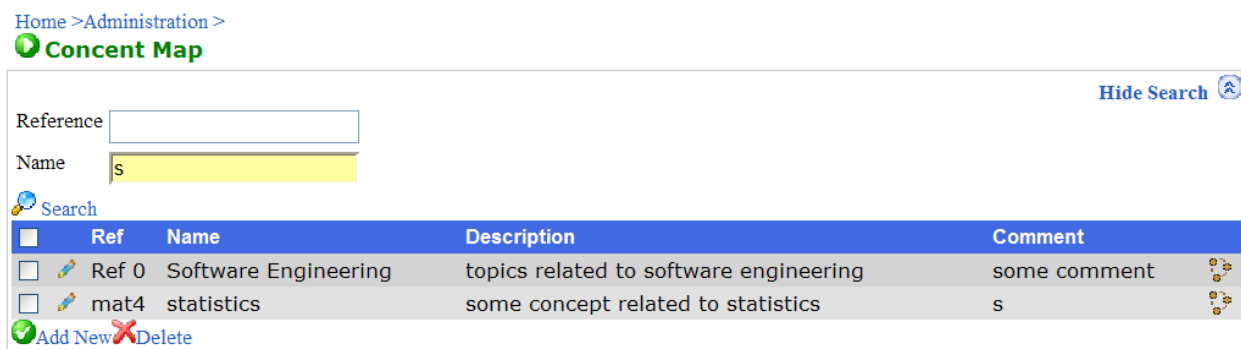 Home >Administration >
Concent Map
Hide Search
Reference
Name s
Search
Ref Name Description Comment
Ref 0 Software Engineering topics related to software engineering some comment
mat4 statistics some concept related to statistics s
Add New Delete